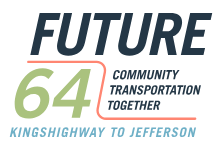 FUTURE
64
COMMUNITY
TRANSPORTATION
TOGETHER
KINGSHIGHWAY TO JEFFERSON